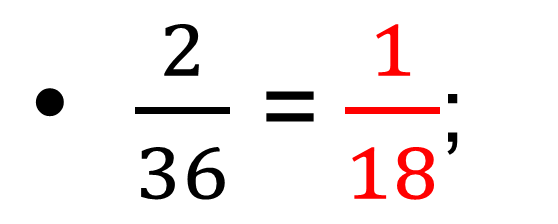 • 2/36 = 1/18;